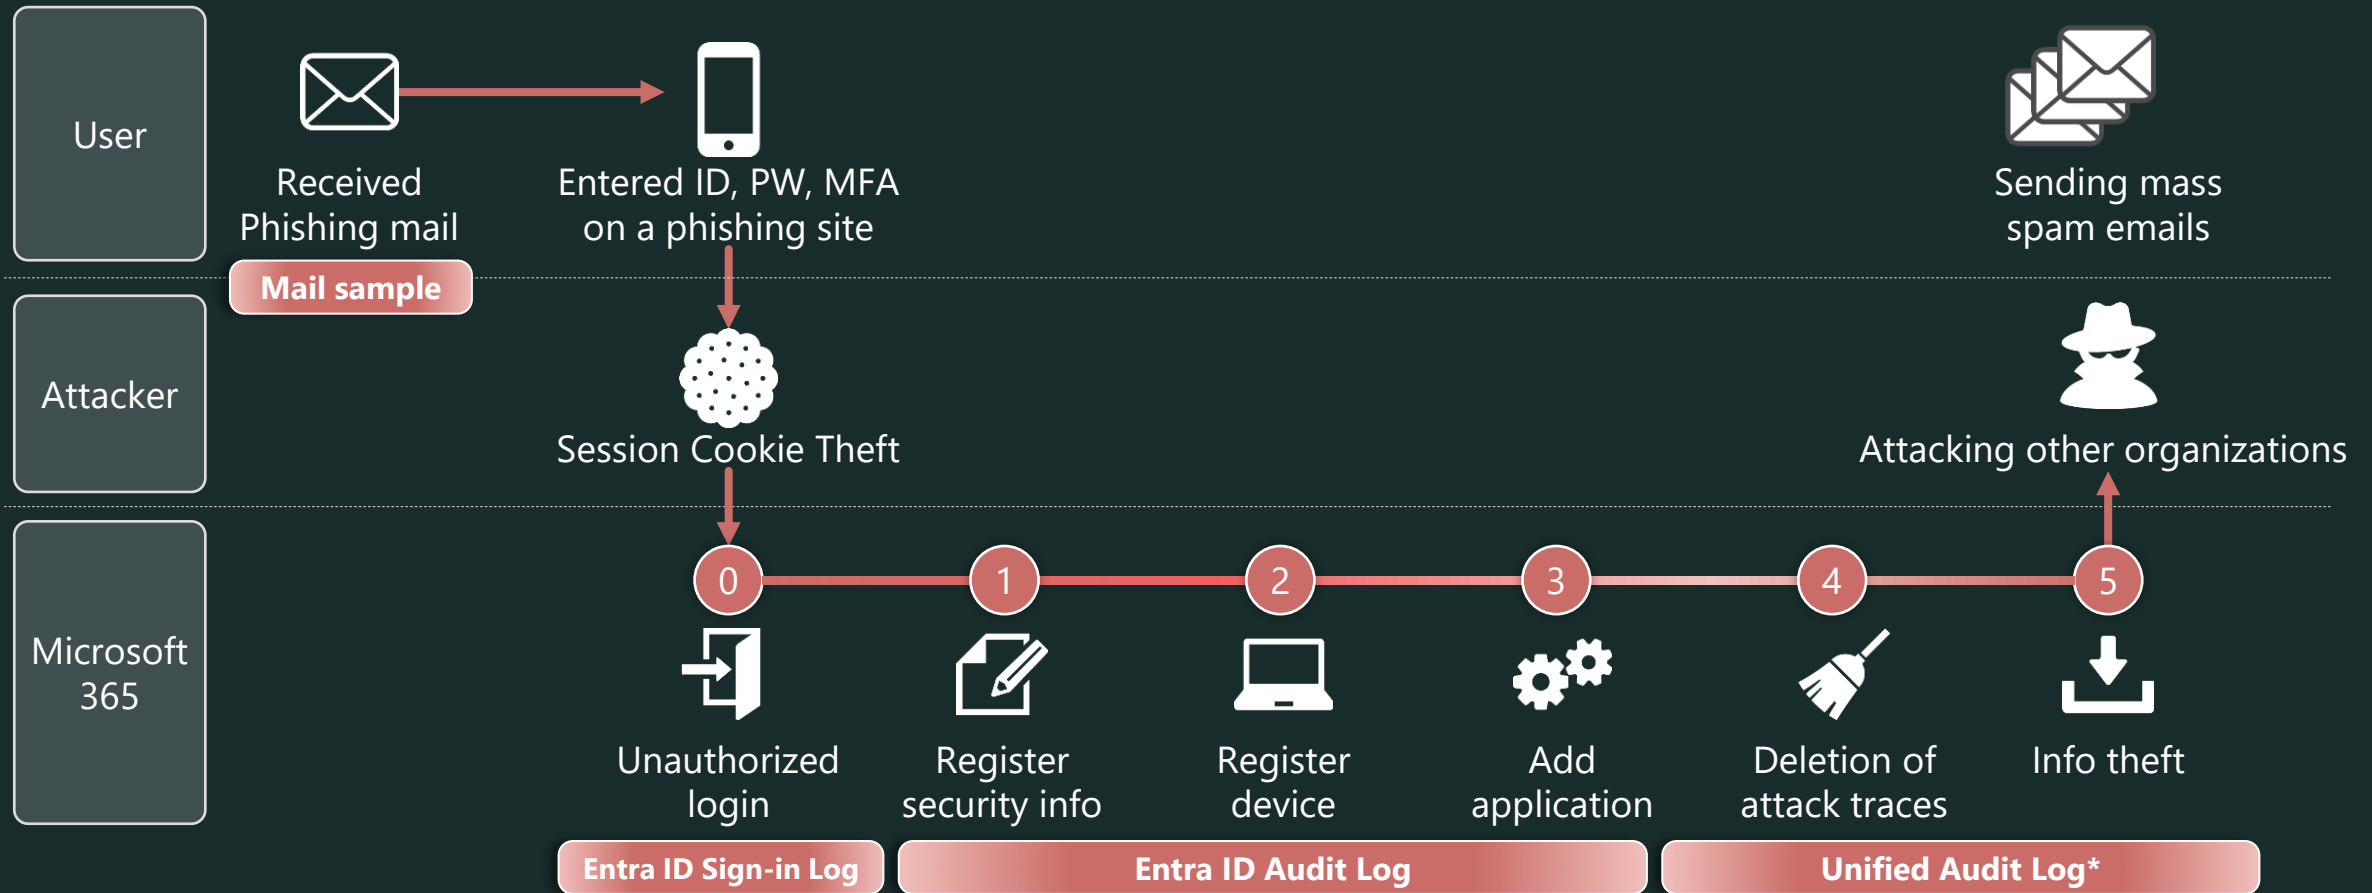 User
Received
Phishing mail
Mail sample
Entered ID, PW, MFA
on a phishing site
Sending mass
spam emails
Attacker
Session Cookie Theft
Attacking other organizations
Microsoft
365
0
1
2
3
4
5
Unauthorized
login
Register
security info
Register
device
Add
application
Deletion of
attack traces
Info theft
Entra ID Sign-in Log
Entra ID Audit Log
Unified Audit Log*